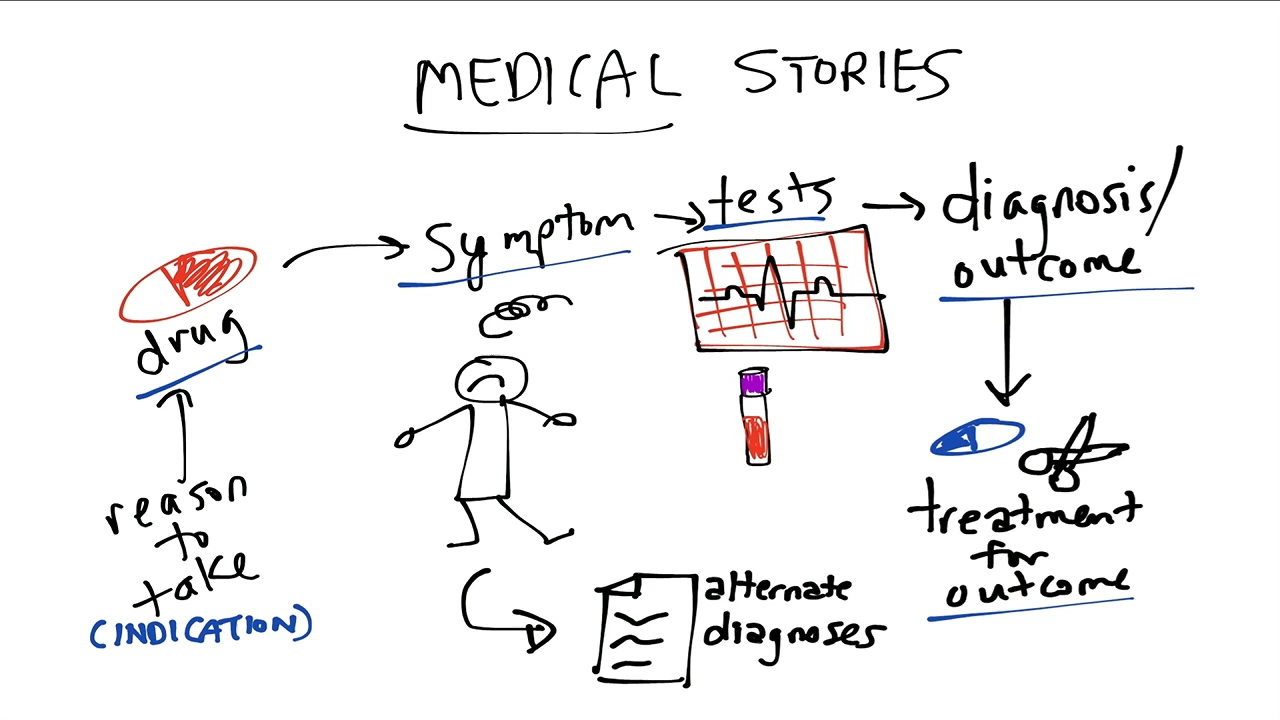 MEDICAL STORIES
drug
reason
to
take
(INDICATION)
symptom
tests
diagnosis/
outcome
treatment
for
outcome
alternate
diagnoses